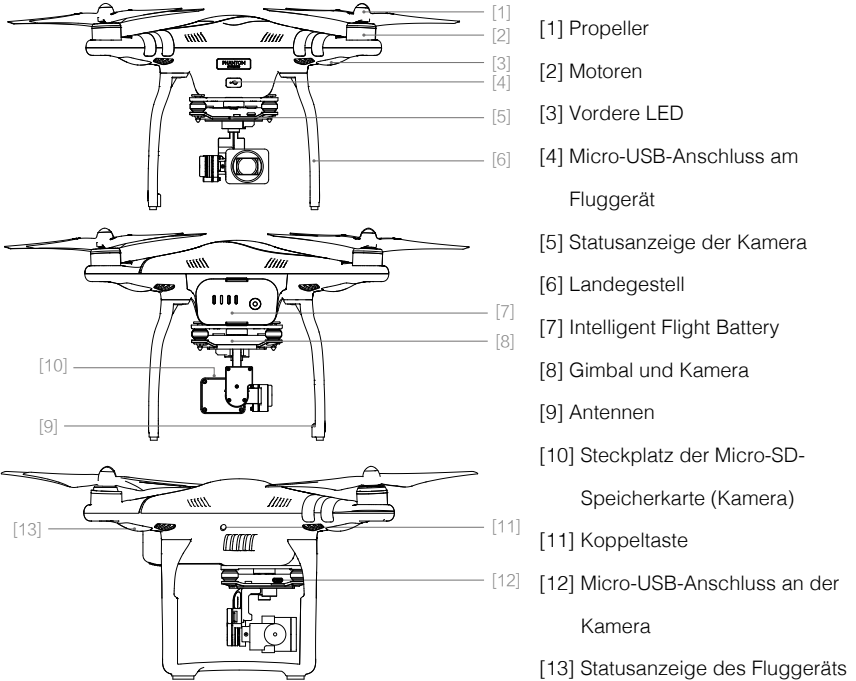 [1]
[2]
[3]
[4]
[5]
[6]
PHANTOM
[7]
[8]
[10]
[9]
[13]
[11]
[12]
[1] Propeller
[2] Motoren
[3] Vordere LED
[4] Micro-USB-Anschluss am
Fluggerät
[5] Statusanzeige der Kamera
[6] Landegestell
[7] Intelligent Flight Battery
[8] Gimbal und Kamera
[9] Antennen
[10] Steckplatz der Micro-SD-
Speicherkarte (Kamera)
[11] Koppeltaste
[12] Micro-USB-Anschluss an der
Kamera
[13] Statusanzeige des Fluggeräts